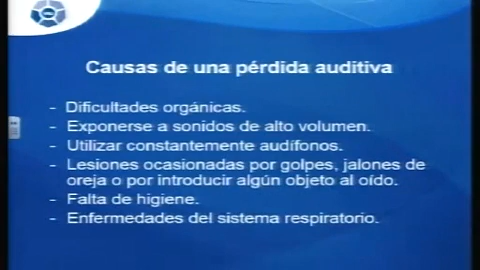 Causas de una pérdida auditiva
- Dificultades orgánicas.
- Exponerse a sonidos de alto volumen.
- Utilizar constantemente audífonos.
- Lesiones ocasionadas por golpes, jalones de
oreja o por introducir algún objeto al oído.
- Falta de higiene.
- Enfermedades del sistema respiratorio.